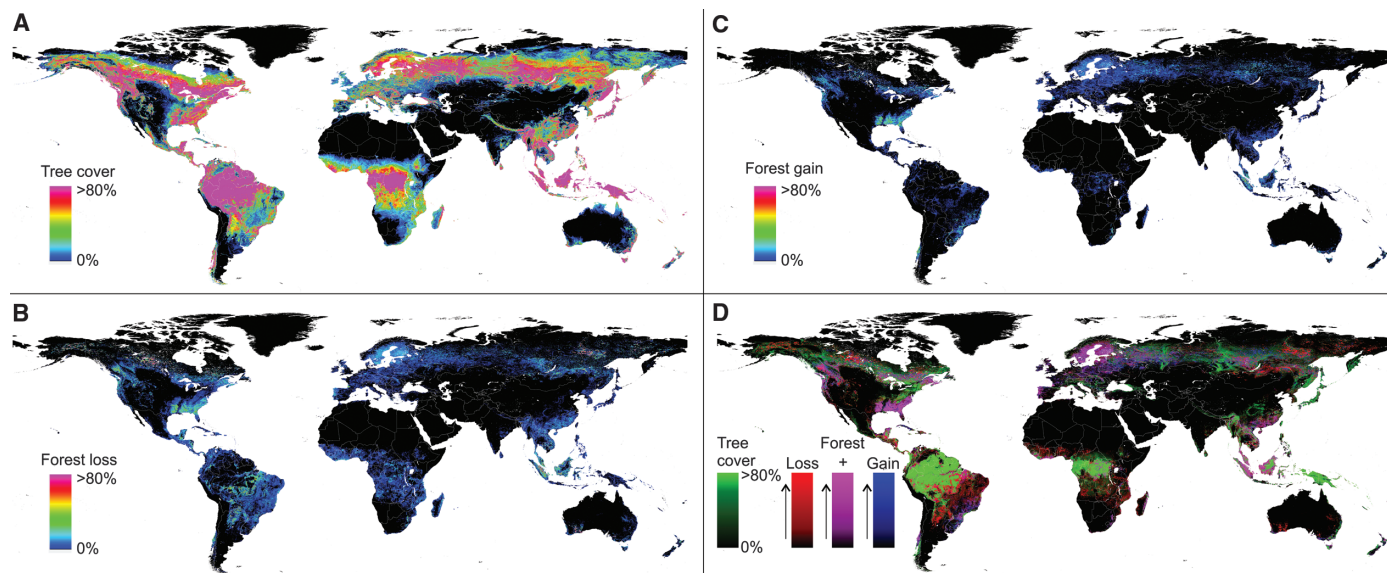 A
Tree cover
>80%
0%
B
Forest loss
>80%
0%
C
Forest gain
>80%
0%
D
Tree
cover
>80%
0%
Forest
Loss + Gain